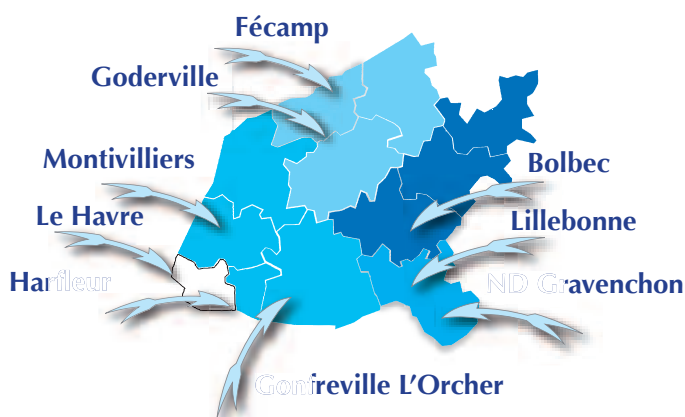 Fécamp
Goderville
Montivilliers
Bolbec
Le Havre
Lillebonne
Harfleur
ND Gravenchon
Gonfreville L'Orcher